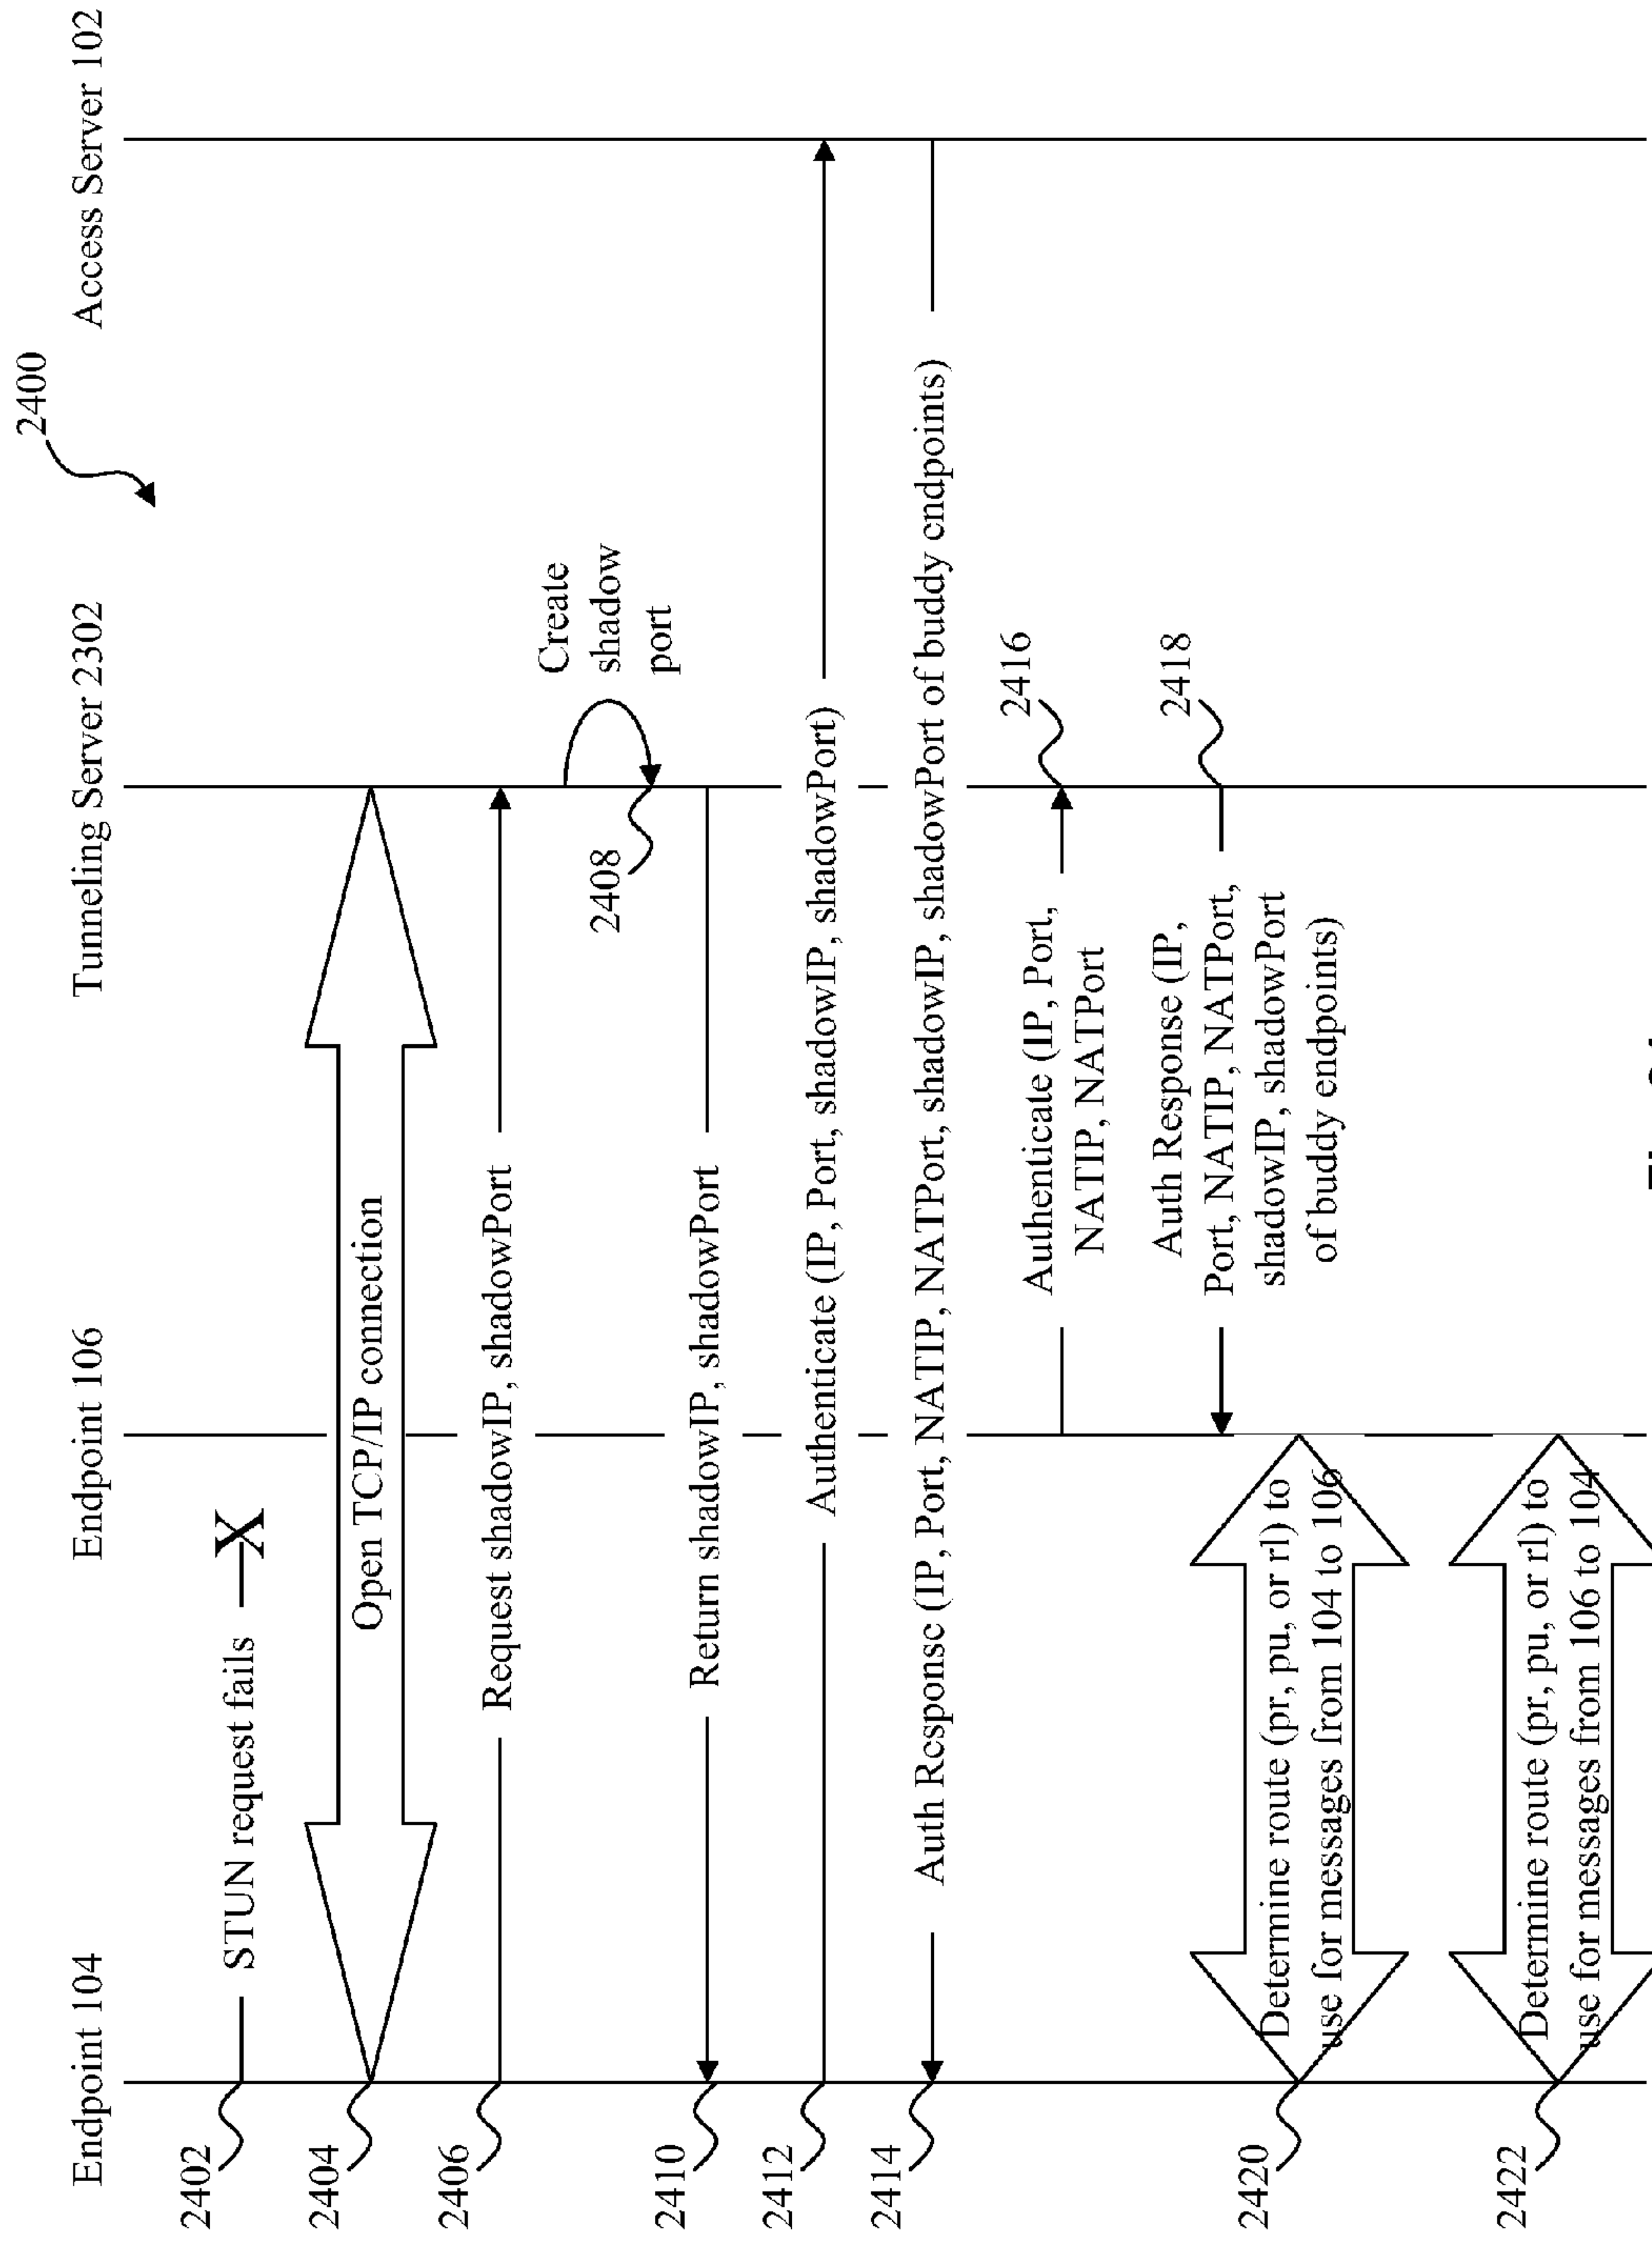 2400
Endpoint 104
Endpoint 106
Tunneling Server 2302
Access Server 102
2402
STUN request fails
X
2404
Open TCP/IP connection
2406
Request shadowIP, shadowPort
Create
shadow
port
2408
2410
Return shadowIP, shadowPort
2412
Authenticate (IP, Port, shadowIP, shadowPort)
2414
Auth Response (IP, Port, NATIP, NATPort, shadowIP, shadowPort of buddy endpoints)
Authenticate (IP, Port,
NATIP, NATPort
2416
Auth Response (IP,
Port, NATIP, NATPort,
shadowIP, shadowPort
of buddy endpoints)
2418
2420
Determine route (pr, pu, or rl) to
use for messages from 104 to 106
2422
Determine route (pr, pu, or rl) to
use for messages from 106 to 104